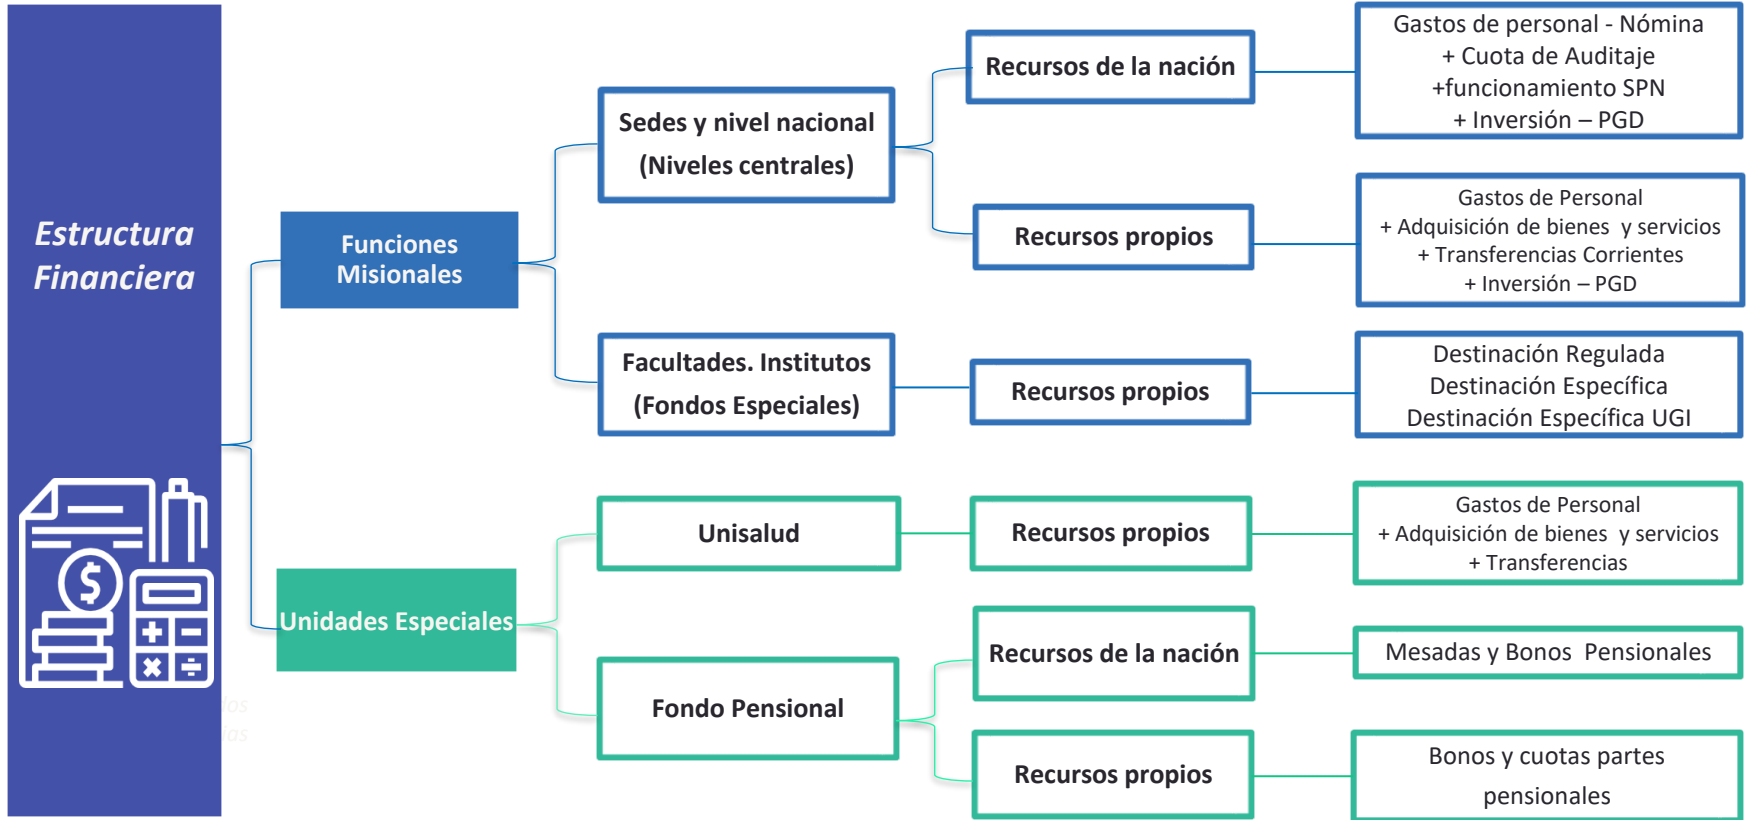 Estructura
Financiera
Funciones
Misionales
Sedes y nivel nacional
(Niveles centrales)
Recursos de la nación
Gastos de personal - Nómina
+ Cuota de Auditaje
+funcionamiento SPN
+ Inversión – PGD
Recursos propios
Gastos de Personal
+ Adquisición de bienes y servicios
+ Transferencias Corrientes
+ Inversión – PGD
Facultades. Institutos
(Fondos Especiales)
Recursos propios
Destinación Regulada
Destinación Específica
Destinación Específica UGI
Unidades Especiales
Unisalud
Recursos propios
Gastos de Personal
+ Adquisición de bienes y servicios
+ Transferencias
Fondo Pensional
Recursos de la nación
Mesadas y Bonos Pensionales
Recursos propios
Bonos y cuotas partes
pensionales